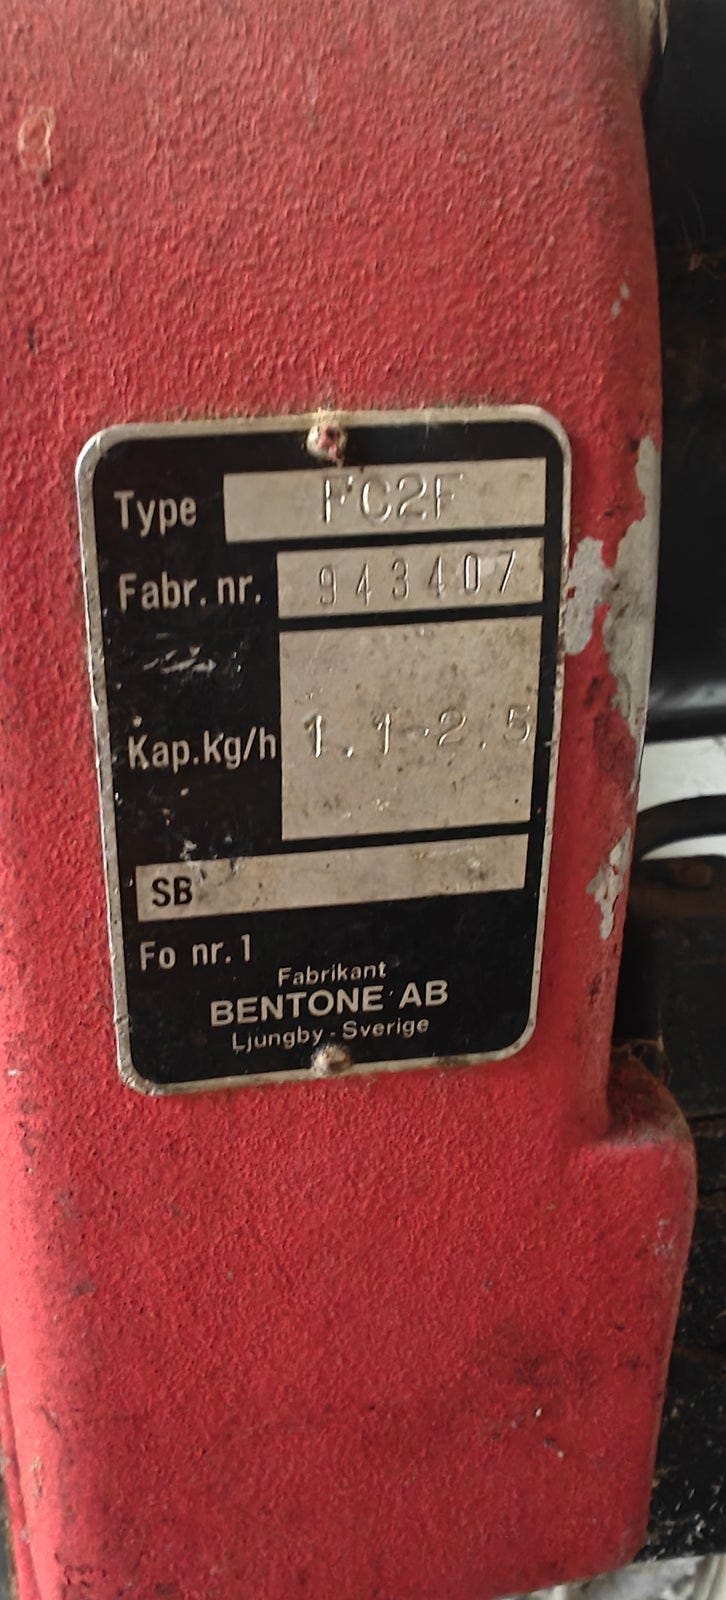 Type FC2F
Fabr. nr. 943407
Kap.kg/h 1.1-2.5
SB
Fo nr.1
Fabrikant
BENTONE AB
Ljungby - Sverige